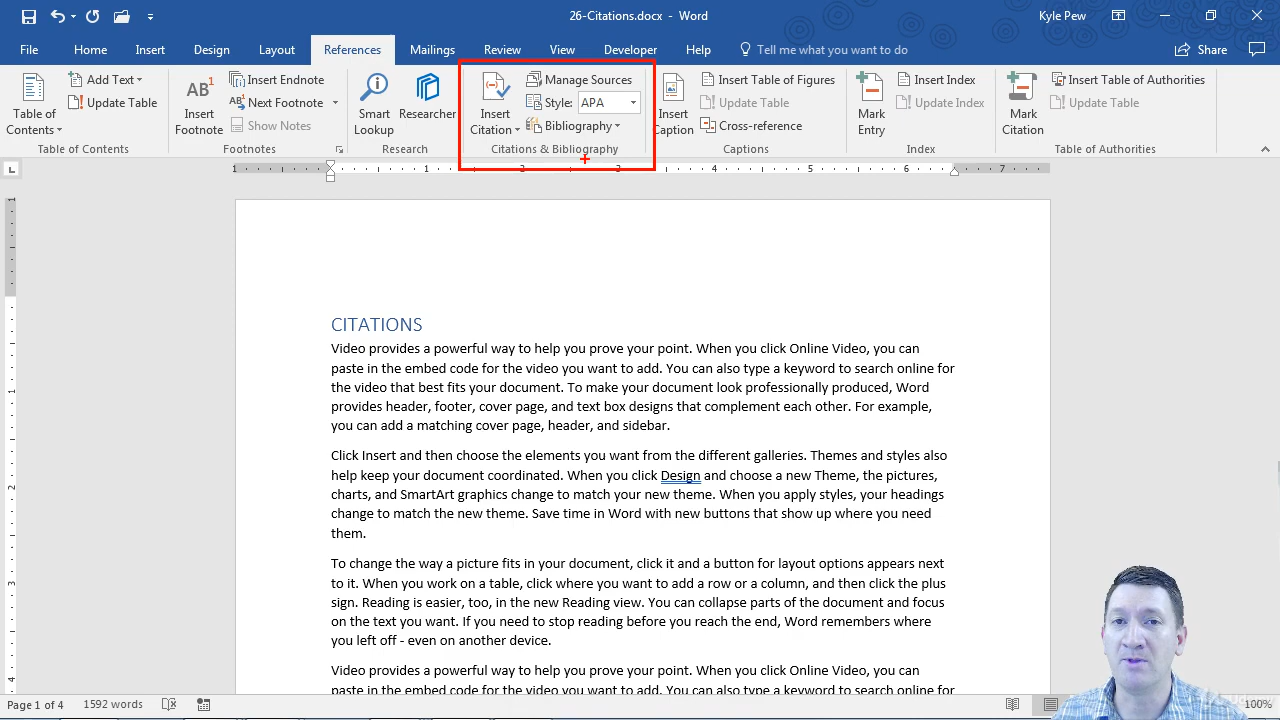 26-Citations.docx - Word
Kyle Pew
File Home Insert Design Layout References Mailings Review View Developer Help Tell me what you want to do Share
Table of Contents
Add Text
Update Table
Table of Contents
AB1
Insert Footnote
Insert Endnote
AB1 Next Footnote
Show Notes
Footnotes
Smart Lookup
Researcher
Research
Insert Citation
Manage Sources
Style: APA
Bibliography
Citations & Bibliography
Insert Caption
Insert Table of Figures
Update Table
Cross-reference
Captions
Mark Entry
Insert Index
Update Index
Index
Mark Citation
Insert Table of Authorities
Update Table
Table of Authorities
L 1 1 2 3 4 5 6 7
CITATIONS
Video provides a powerful way to help you prove your point. When you click Online Video, you can
paste in the embed code for the video you want to add. You can also type a keyword to search online for
the video that best fits your document. To make your document look professionally produced, Word
provides header, footer, cover page, and text box designs that complement each other. For example,
you can add a matching cover page, header, and sidebar.
Click Insert and then choose the elements you want from the different galleries. Themes and styles also
help keep your document coordinated. When you click Design and choose a new Theme, the pictures,
charts, and SmartArt graphics change to match your new theme. When you apply styles, your headings
change to match the new theme. Save time in Word with new buttons that show up where you need
them.
To change the way a picture fits in your document, click it and a button for layout options appears next
to it. When you work on a table, click where you want to add a row or a column, and then click the plus
sign. Reading is easier, too, in the new Reading view. You can collapse parts of the document and focus
on the text you want. If you need to stop reading before you reach the end, Word remembers where
you left off - even on another device.
Video provides a powerful way to help you prove your point. When you click Online Video, you can
paste in the embed code for the video you want to add. You can also type a keyword to search online for
1
1
2
3
4
Page 1 of 4 1592 words 100%